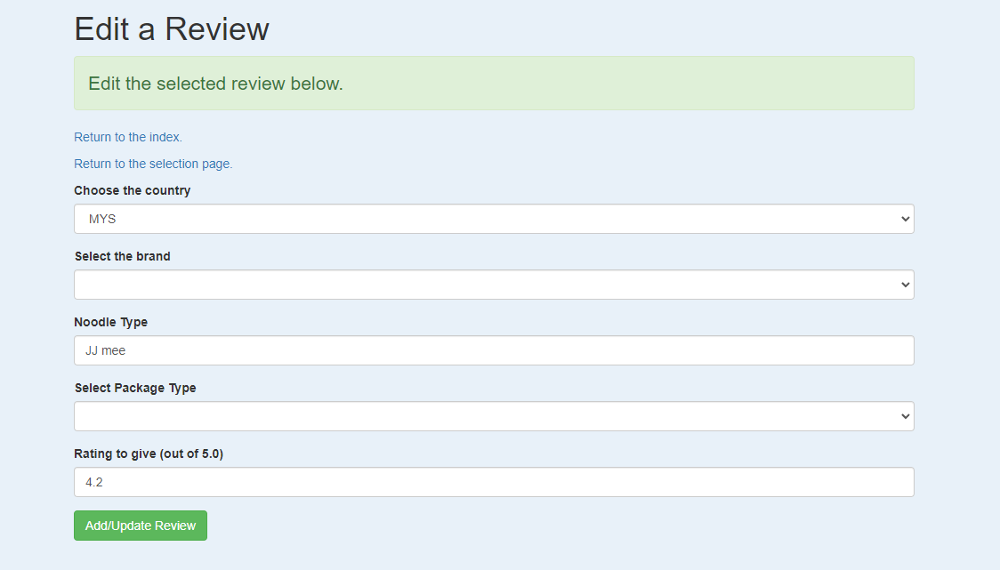 Edit a Review
Edit the selected review below.
Return to the index.
Return to the selection page.
Choose the country
MYS
Select the brand
Noodle Type
JJ mee
Select Package Type
Rating to give (out of 5.0)
4.2
Add/Update Review